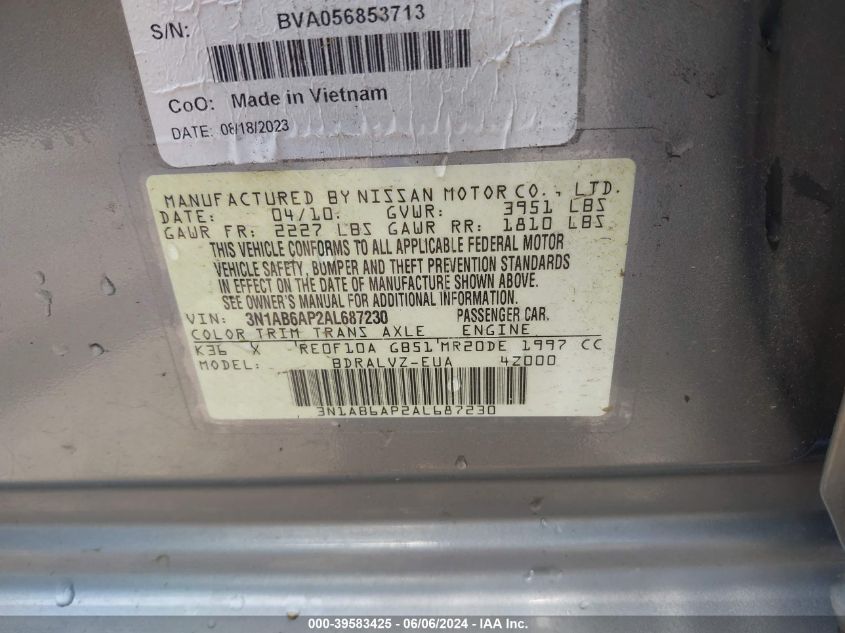 S/N: BVA056853713
CoO: Made in Vietnam
DATE: 08/18/2023
MANUFACTURED BY NISSAN MOTOR CO., LTD.
DATE: 04/10. GVWR: 3951 LBS
GAWR FR: 2227 LBS GAWR RR: 1810 LBS
THIS VEHICLE CONFORMS TO ALL APPLICABLE FEDERAL MOTOR
VEHICLE SAFETY, BUMPER AND THEFT PREVENTION STANDARDS
IN EFFECT ON THE DATE OF MANUFACTURE SHOWN ABOVE.
SEE OWNER'S MANUAL FOR ADDITIONAL INFORMATION.
VIN: 3N1AB6AP2AL687230 PASSENGER CAR.
COLOR TRIM TRANS AXLE ENGINE
K36 X 'RE0F10A GB51'MR20DE 1997 CC
MODEL: BDRALVZ-EUA 4Z000
3N1AB6AP2AL687230
000-39583425 - 06/06/2024 - IAA Inc.